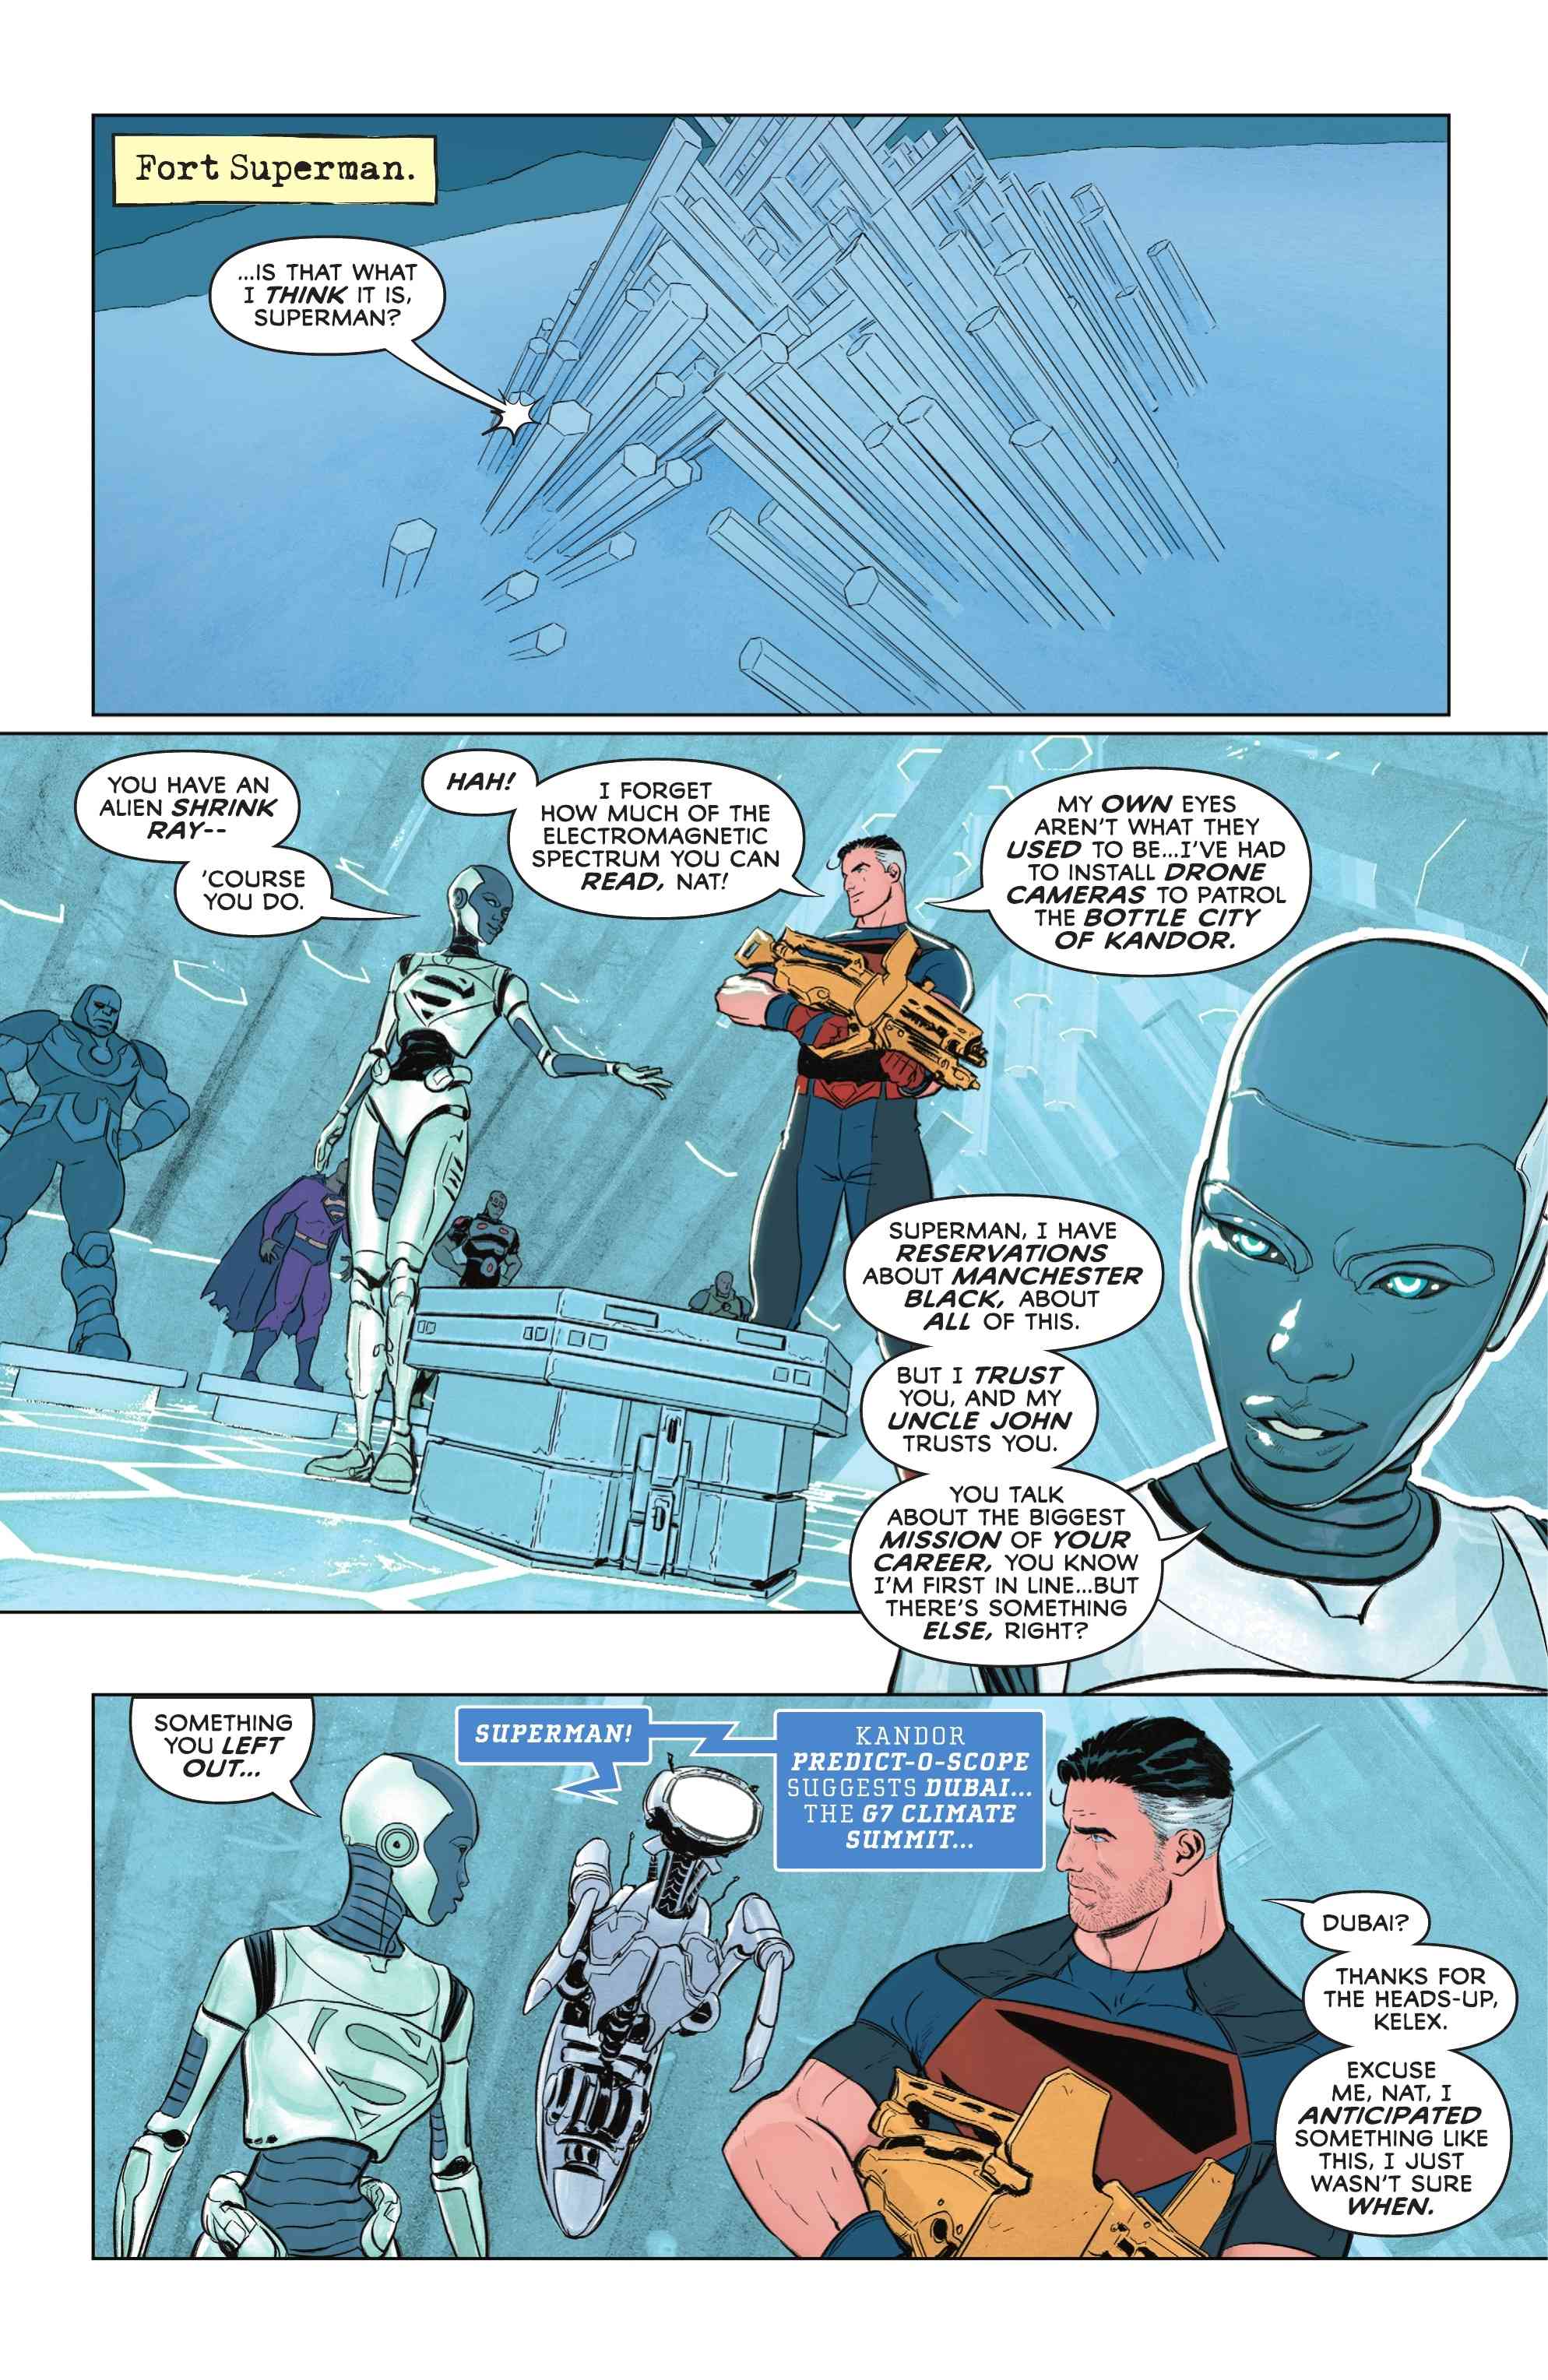 Fort Superman.
...IS THAT WHAT
I THINK IT IS,
SUPERMAN?
YOU HAVE AN
ALIEN SHRINK
RAY--
'COURSE
YOU DO.
HAH!
I FORGET
HOW MUCH OF THE
ELECTROMAGNETIC
SPECTRUM YOU CAN
READ, NAT!
MY OWN EYES
AREN'T WHAT THEY
USED TO BE...I'VE HAD
TO INSTALL DRONE
CAMERAS TO PATROL
THE BOTTLE CITY
OF KANDOR.
SUPERMAN, I HAVE
RESERVATIONS
ABOUT MANCHESTER
BLACK, ABOUT
ALL OF THIS.
BUT I TRUST
YOU, AND MY
UNCLE JOHN
TRUSTS YOU.
YOU TALK
ABOUT THE BIGGEST
MISSION OF YOUR
CAREER, YOU KNOW
I'M FIRST IN LINE...BUT
THERE'S SOMETHING
ELSE, RIGHT?
SOMETHING
YOU LEFT
OUT...
SUPERMAN!
KANDOR
PREDICT-O-SCOPE
SUGGESTS DUBAI...
THE G7 CLIMATE
SUMMIT...
DUBAI?
THANKS FOR
THE HEADS-UP,
KELEX.
EXCUSE
ME, NAT, I
ANTICIPATED
SOMETHING LIKE
THIS, I JUST
WASN'T SURE
WHEN.